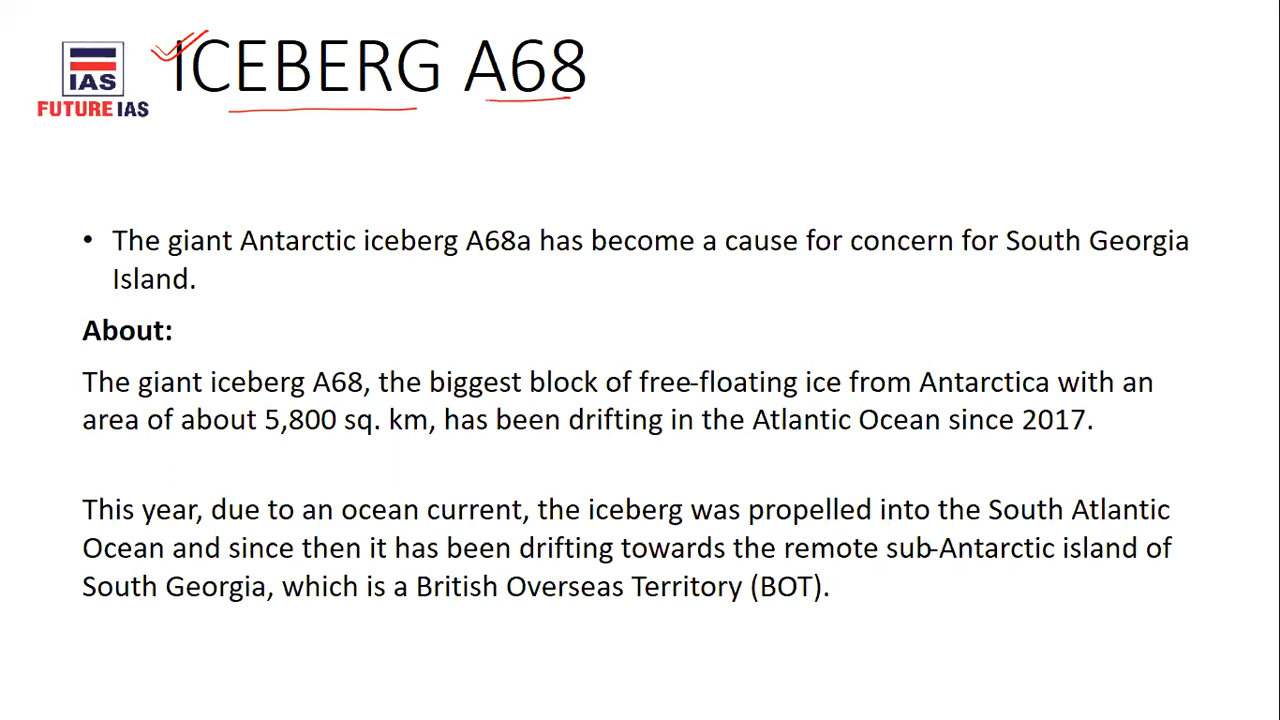 ICEBERG A68
IAS
FUTURE IAS
• The giant Antarctic iceberg A68a has become a cause for concern for South Georgia
Island.
About:
The giant iceberg A68, the biggest block of free-floating ice from Antarctica with an
area of about 5,800 sq. km, has been drifting in the Atlantic Ocean since 2017.
This year, due to an ocean current, the iceberg was propelled into the South Atlantic
Ocean and since then it has been drifting towards the remote sub-Antarctic island of
South Georgia, which is a British Overseas Territory (BOT).